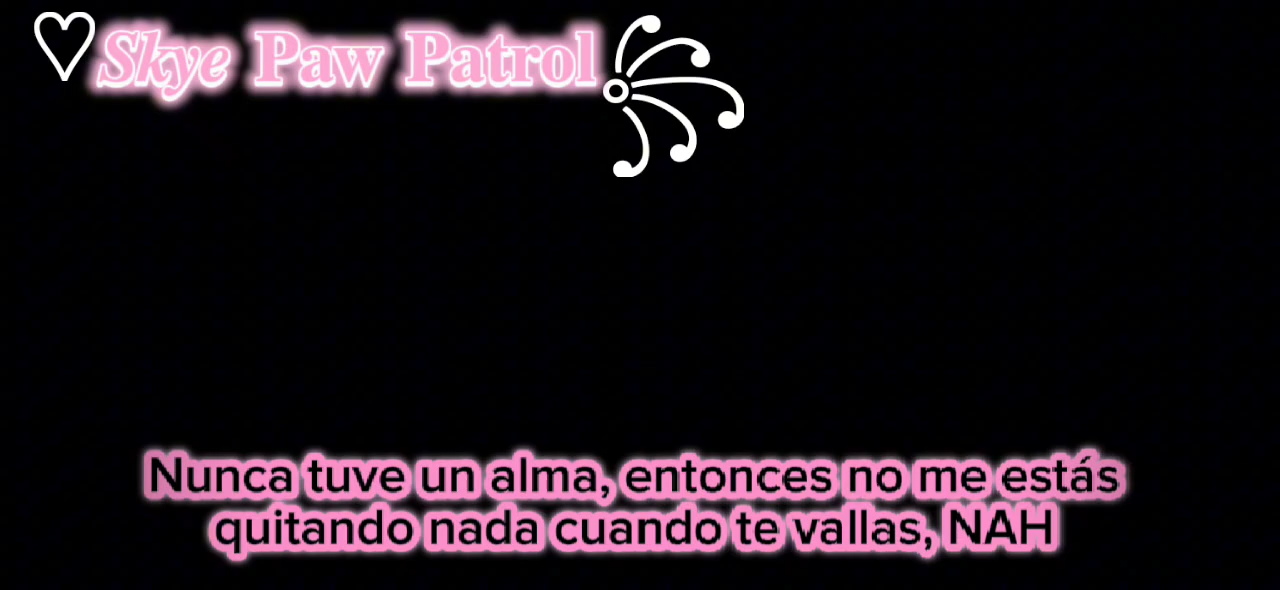 ♡Skye Paw Patrol
Nunca tuve un alma, entonces no me estás
quitando nada cuando te vallas, NAH